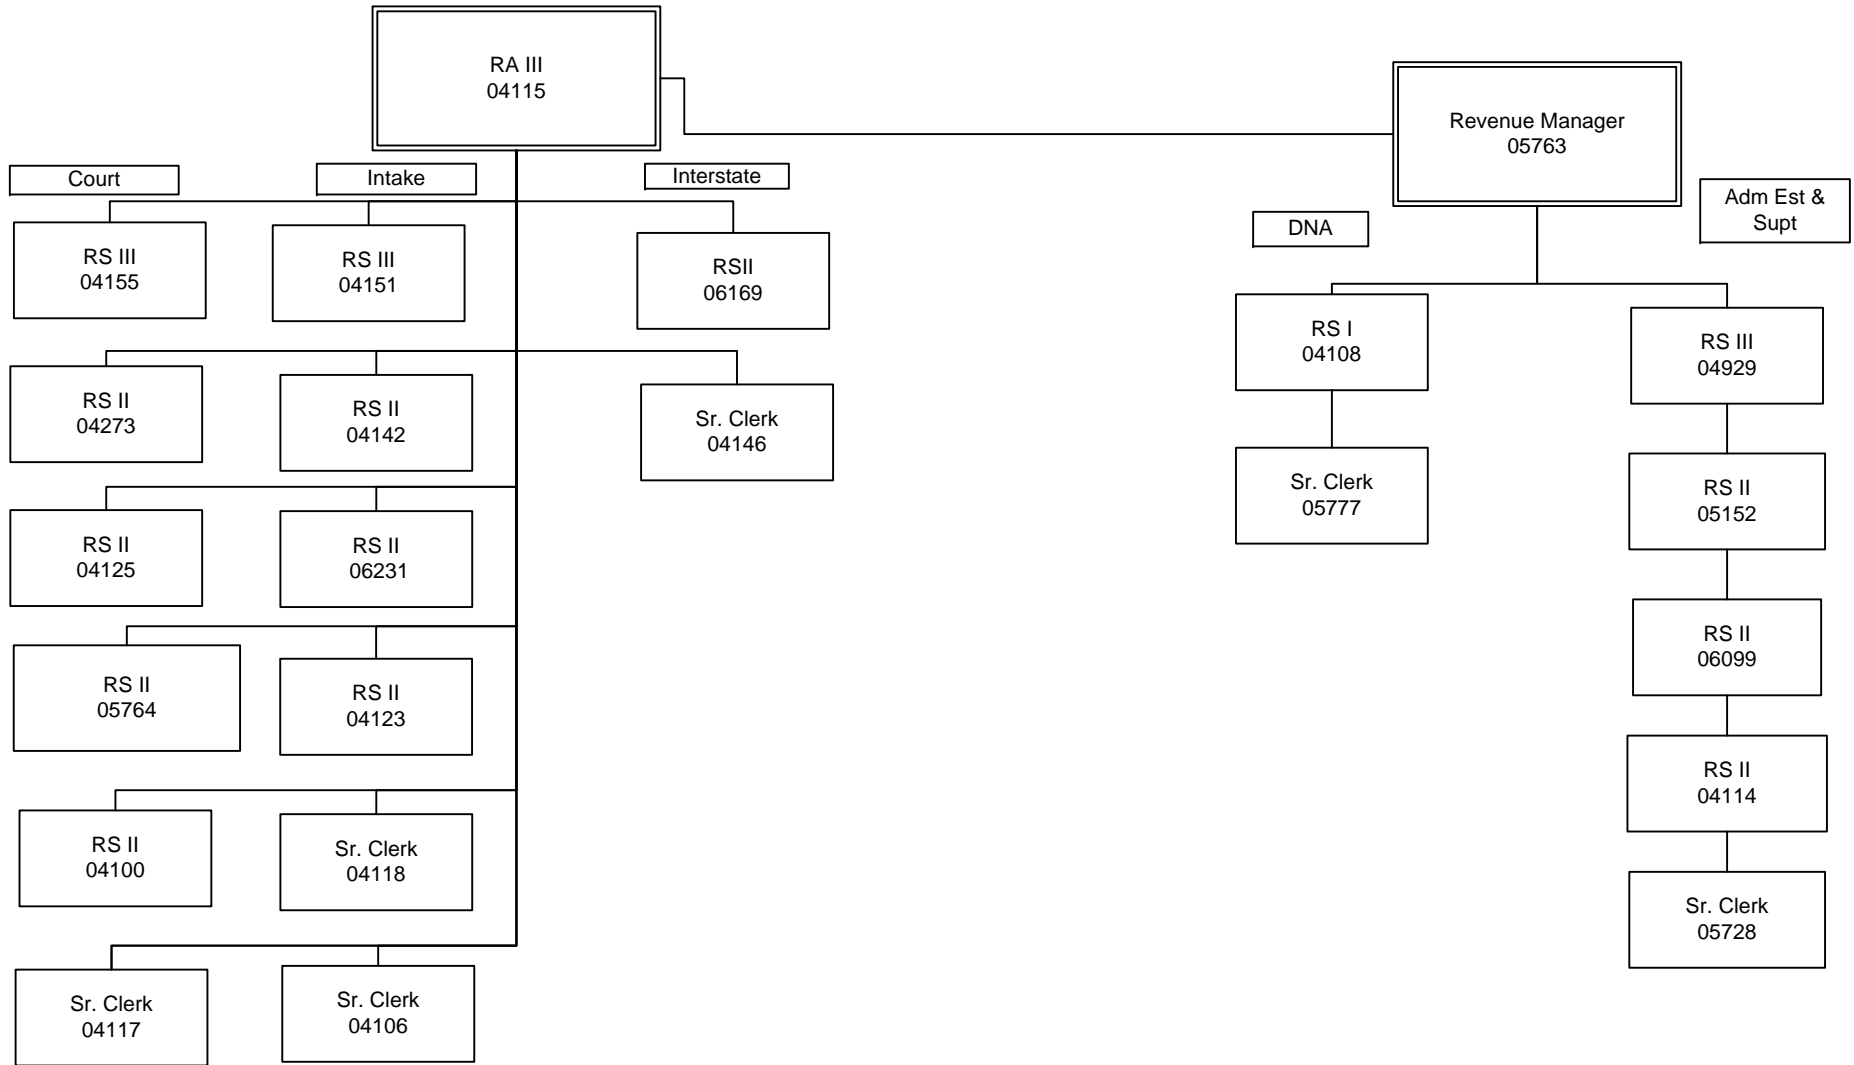 RA III
04115
Revenue Manager
05763
Court
Intake
Interstate
DNA
Adm Est &
Supt
RS III
04155
RS III
04151
RSII
06169
RS I
04108
RS III
04929
RS II
04273
RS II
04142
Sr. Clerk
04146
Sr. Clerk
05777
RS II
05152
RS II
04125
RS II
06231
RS II
06099
RS II
05764
RS II
04123
RS II
04114
RS II
04100
Sr. Clerk
04118
Sr. Clerk
05728
Sr. Clerk
04117
Sr. Clerk
04106